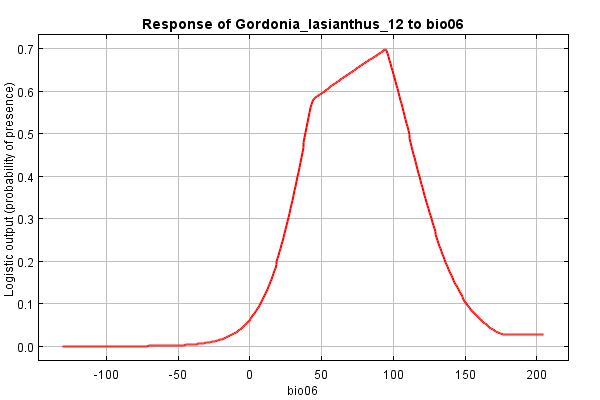 Response of Gordonia_lasianthus_12 to bio06
Logistic output (probability of presence)
0.7
0.6
0.5
0.4
0.3
0.2
0.1
0.0
-100 -50 0 50 100 150 200
bio06